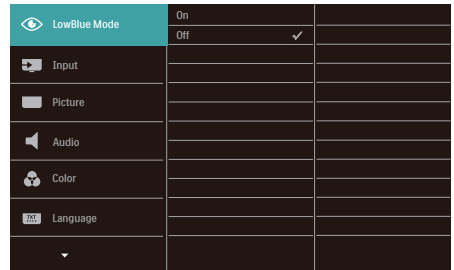 LowBlue Mode
On
Off
Input
Picture
Audio
Color
TXT
Language